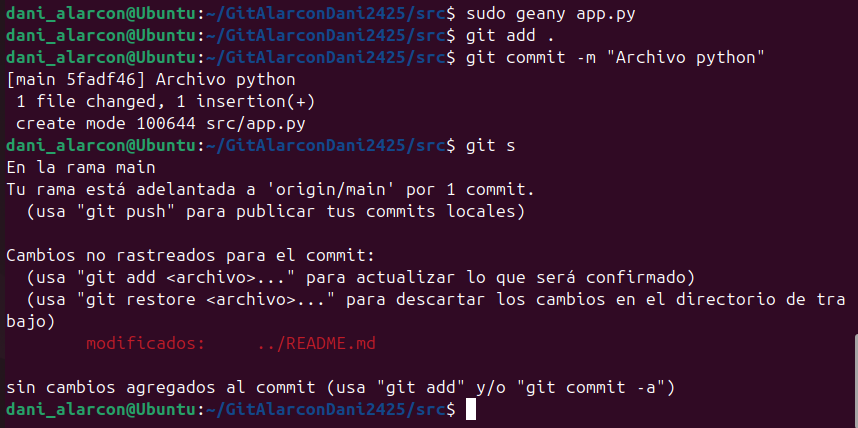 dani_alarcon@Ubuntu:~/GitAlarconDani2425/src$ sudo geany app.py
dani_alarcon@Ubuntu:~/GitAlarconDani2425/src$ git add .
dani_alarcon@Ubuntu:~/GitAlarconDani2425/src$ git commit -m "Archivo python"
[main 5fadf46] Archivo python
 1 file changed, 1 insertion(+)
 create mode 100644 src/app.py
dani_alarcon@Ubuntu:~/GitAlarconDani2425/src$ git s
En la rama main
Tu rama está adelantada a 'origin/main' por 1 commit.
  (usa "git push" para publicar tus commits locales)

Cambios no rastreados para el commit:
  (usa "git add <archivo>..." para actualizar lo que será confirmado)
  (usa "git restore <archivo>..." para descartar los cambios en el directorio de tra
bajo)
        modificados:     ../README.md

sin cambios agregados al commit (usa "git add" y/o "git commit -a")
dani_alarcon@Ubuntu:~/GitAlarconDani2425/src$